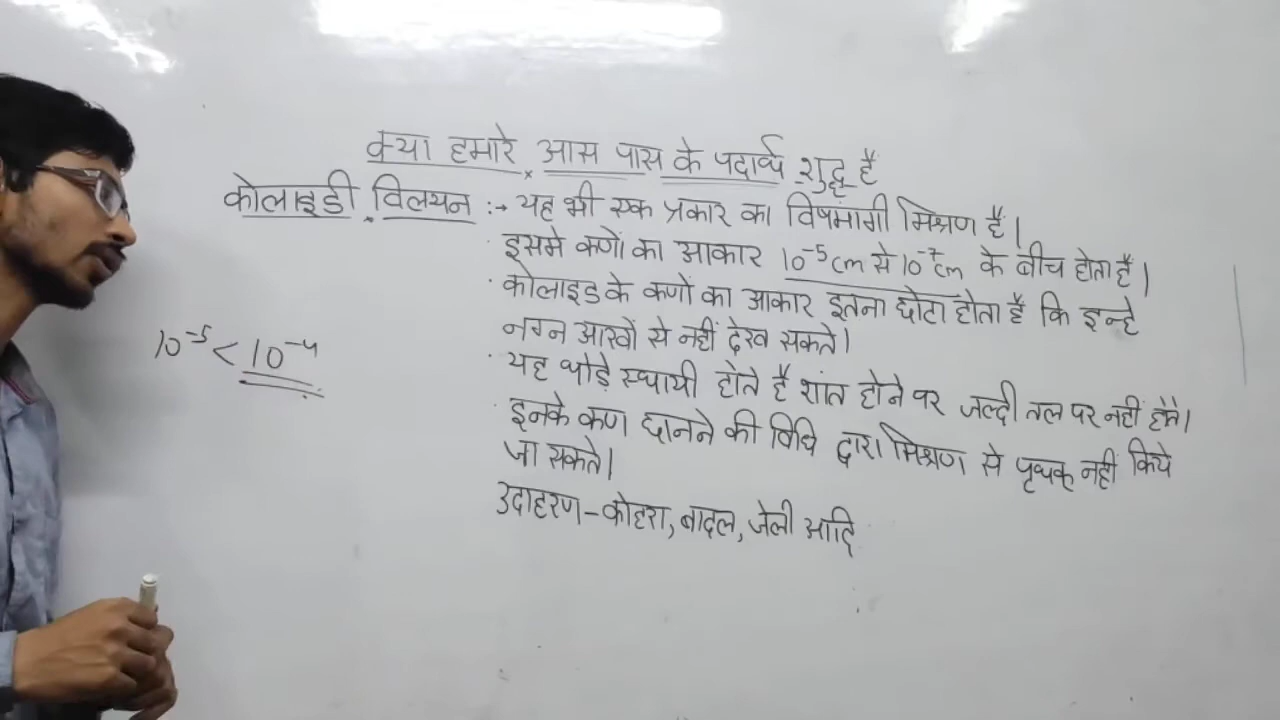 क्या हमारे आस पास के पदार्थ शुद्ध है
कोलाइडी विलयन :→ यह भी एक प्रकार का विषमांगी मिश्रण है।
· इसमे कणों का आकार 10⁻⁵cm से 10⁻⁷cm के बीच होता है।
· कोलाइड के कणों का आकार इतना छोटा होता है कि इन्हे
नग्न आखों से नहीं देख सकते।
· यह थोड़े स्थायी होते है शांत होने पर जल्दी तल पर नहीं होते।
· इनके कण छानने की विधि द्वारा मिश्रण से पृथक् नहीं किये
जा सकते।
उदाहरण – कोहरा, बादल, जेली आदि
10⁻⁵ < 10⁻⁴